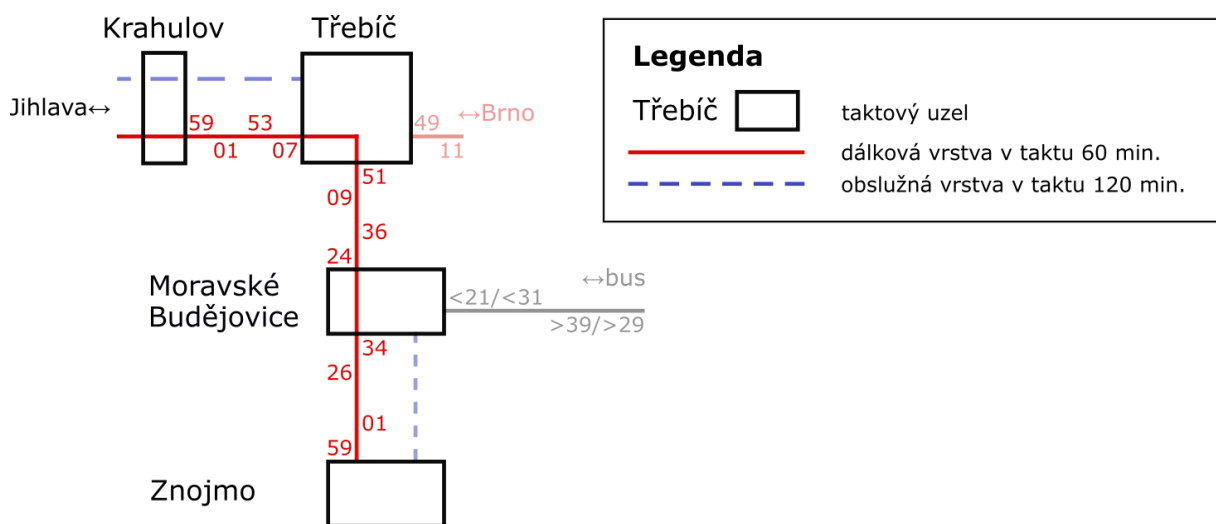 Krahulov
Třebíč
Jihlava↔
59
53
01
07
49
↔Brno
11
51
09
36
24
Moravské
Budějovice
<21/<31
↔bus
>39/>29
34
26
01
59
Znojmo
Legenda
Třebíč
taktový uzel
dálková vrstva v taktu 60 min.
obslužná vrstva v taktu 120 min.